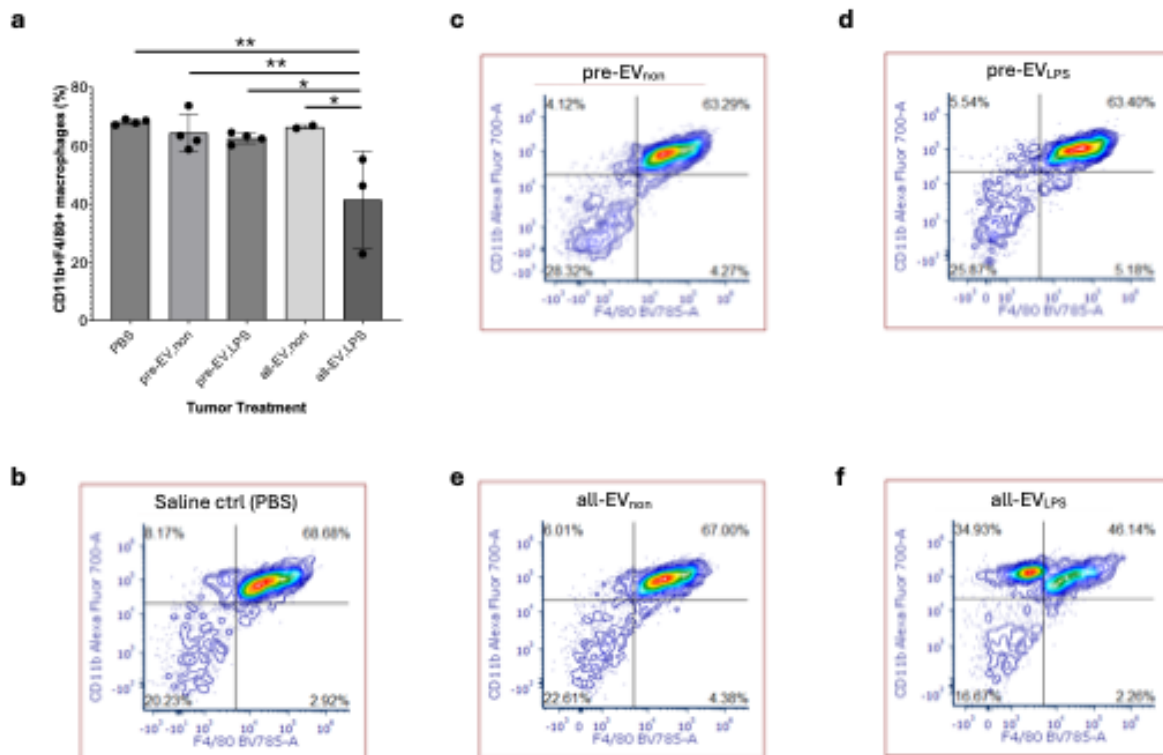 a
**
**
*
*
CD11b+F4/80+ macrophages (%)
80
60
40
20
0
PBS
pre-EV,non
pre-EV,LPS
all-EV,non
all-EV,LPS
Tumor Treatment
c
pre-EVnon
4.12%
63.29%
28.32%
4.27%
CD11b Alexa Fluor 700-A
F4/80 BV785-A
d
pre-EVLPS
5.54%
63.40%
25.87%
5.18%
CD11b Alexa Fluor 700-A
F4/80 BV785-A
b
Saline ctrl (PBS)
8.17%
68.68%
20.23%
2.92%
CD11b Alexa Fluor 700-A
F4/80 BV785-A
e
all-EVnon
6.01%
67.00%
22.61%
4.38%
CD11b Alexa Fluor 700-A
F4/80 BV785-A
f
all-EVLPS
34.93%
46.14%
16.67%
2.26%
CD11b Alexa Fluor 700-A
F4/80 BV785-A